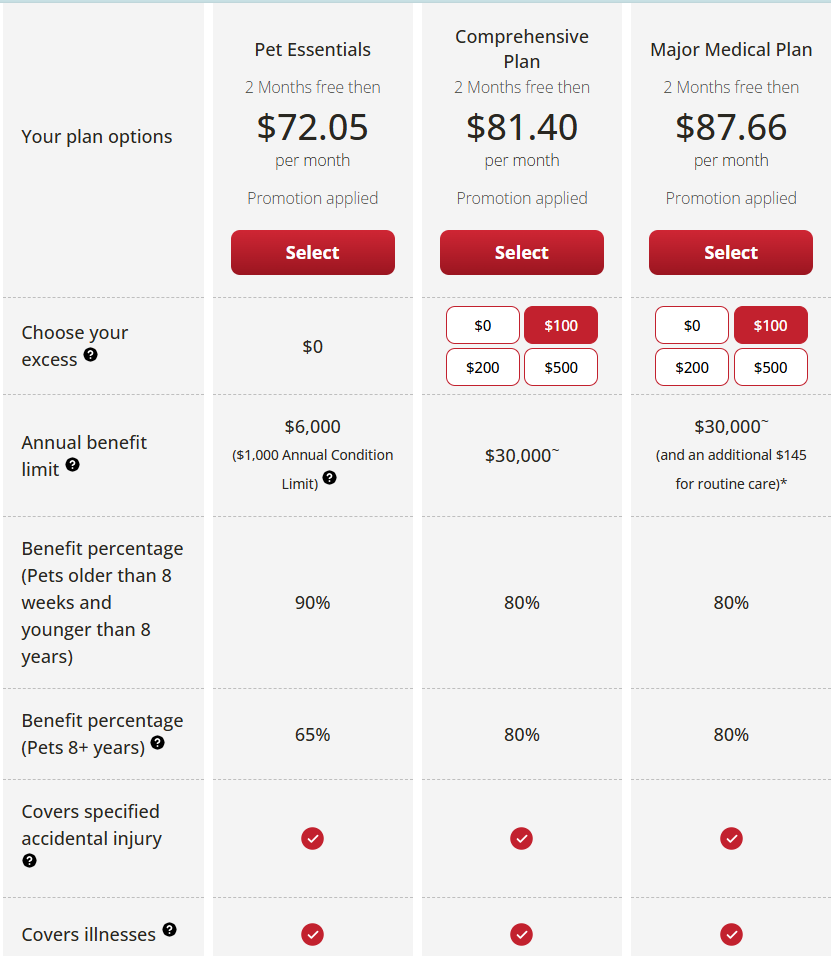 Your plan options
Pet Essentials
2 Months free then
$72.05
per month
Promotion applied
Select
Comprehensive
Plan
2 Months free then
$81.40
per month
Promotion applied
Select
Major Medical Plan
2 Months free then
$87.66
per month
Promotion applied
Select
Choose your
excess ?
$0
$0 $100
$200 $500
$0 $100
$200 $500
Annual benefit
limit ?
$6,000
($1,000 Annual Condition
Limit) ?
$30,000~
$30,000~
(and an additional $145
for routine care)*
Benefit percentage
(Pets older than 8
weeks and
younger than 8
years)
90%
80%
80%
Benefit percentage
(Pets 8+ years) ?
65%
80%
80%
Covers specified
accidental injury
?
Covers illnesses ?